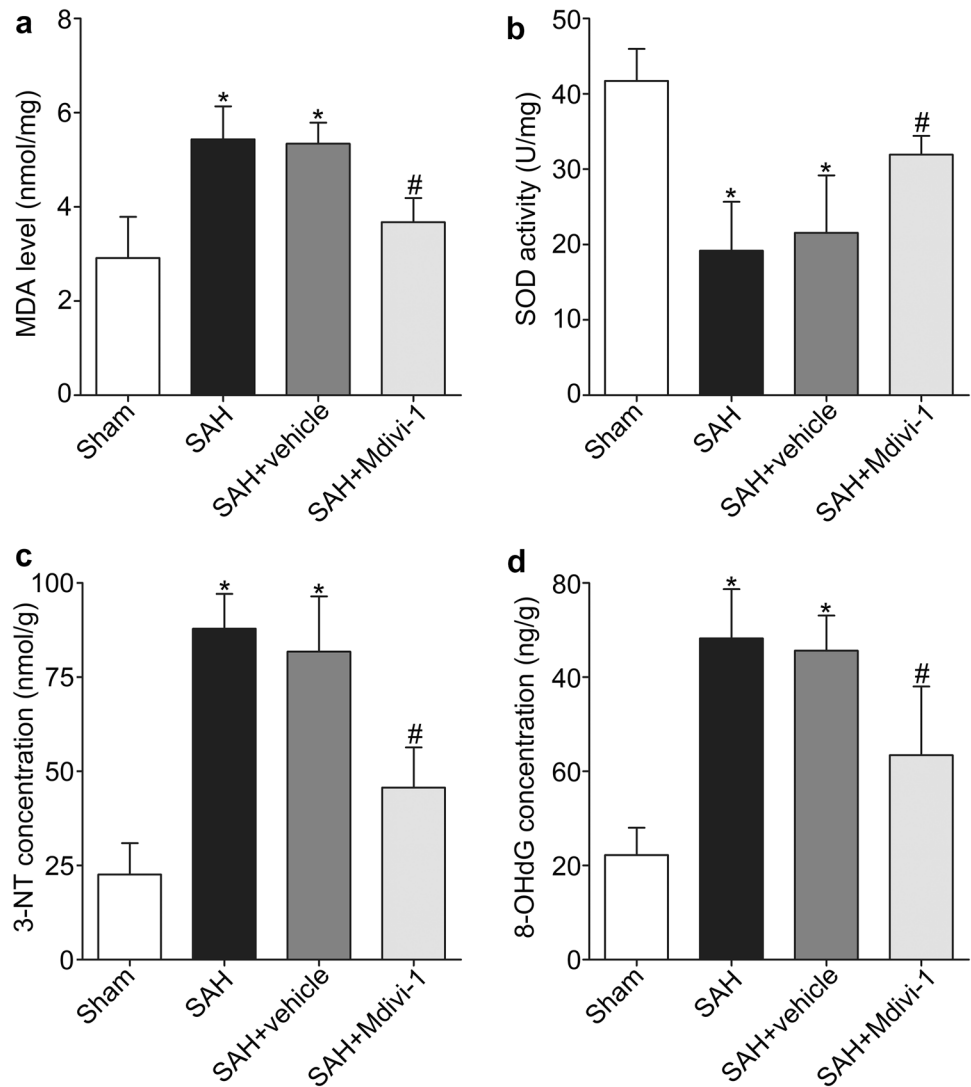 a
MDA level (nmol/mg)
8
6
4
2
0
*
*
#
Sham
SAH
SAH+vehicle
SAH+Mdivi-1
b
SOD activity (U/mg)
50
40
30
20
10
0
*
*
#
Sham
SAH
SAH+vehicle
SAH+Mdivi-1
c
3-NT concentration (nmol/g)
100
75
50
25
0
*
*
#
Sham
SAH
SAH+vehicle
SAH+Mdivi-1
d
8-OHdG concentration (ng/g)
80
40
60
20
0
*
*
#
Sham
SAH
SAH+vehicle
SAH+Mdivi-1